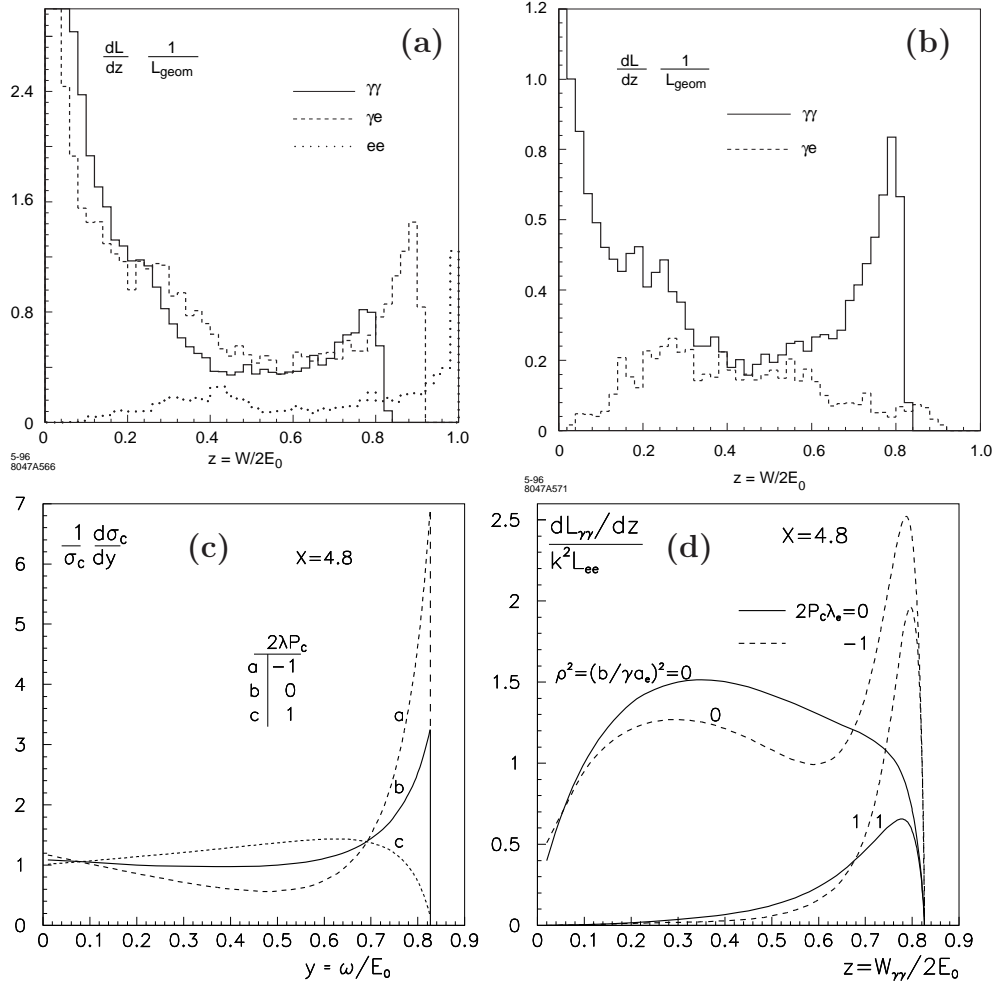 (a)
dL/dz 1/L_geom
γγ
γe
ee
2.4
1.6
0.8
0
0 0.2 0.4 0.6 0.8 1.0
z = W/2E₀
5-96
8047A566
(b)
dL/dz 1/L_geom
γγ
γe
1.2
1.0
0.8
0.5
0.2
0
0 0.2 0.4 0.6 0.8 1.0
z = W/2E₀
5-96
8047A571
(c)
1/σ_c dσ_c/dy
X=4.8
2λP_c
a -1
b 0
c 1
a
b
c
7
6
5
4
3
2
1
0
0 0.1 0.2 0.3 0.4 0.5 0.6 0.7 0.8 0.9
y = ω/E₀
(d)
dL_γγ/dz
k²L_ee
X=4.8
2P_cλ_e=0
-1
ρ²=(b/γa_e)²=0
0
1 1
2.5
2
1.5
1
0.5
0
0 0.1 0.2 0.3 0.4 0.5 0.6 0.7 0.8 0.9
z=W_γγ/2E₀